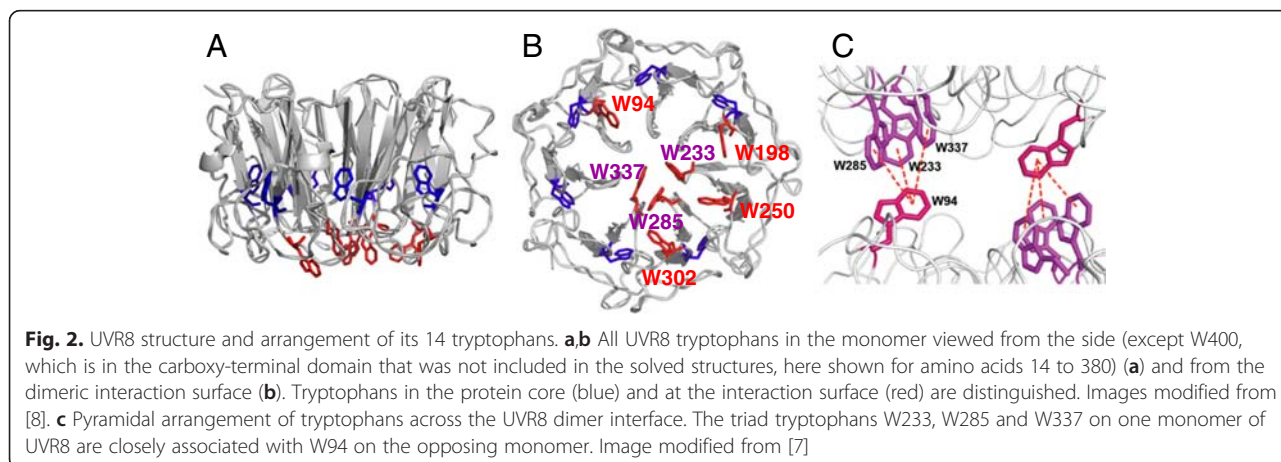 A
B
C
W94
W198
W233
W337
W250
W285
W302
W337
W285
W233
W94
Fig. 2. UVR8 structure and arrangement of its 14 tryptophans. a,b All UVR8 tryptophans in the monomer viewed from the side (except W400,
which is in the carboxy-terminal domain that was not included in the solved structures, here shown for amino acids 14 to 380) (a) and from the
dimeric interaction surface (b). Tryptophans in the protein core (blue) and at the interaction surface (red) are distinguished. Images modified from
[8]. c Pyramidal arrangement of tryptophans across the UVR8 dimer interface. The triad tryptophans W233, W285 and W337 on one monomer of
UVR8 are closely associated with W94 on the opposing monomer. Image modified from [7]